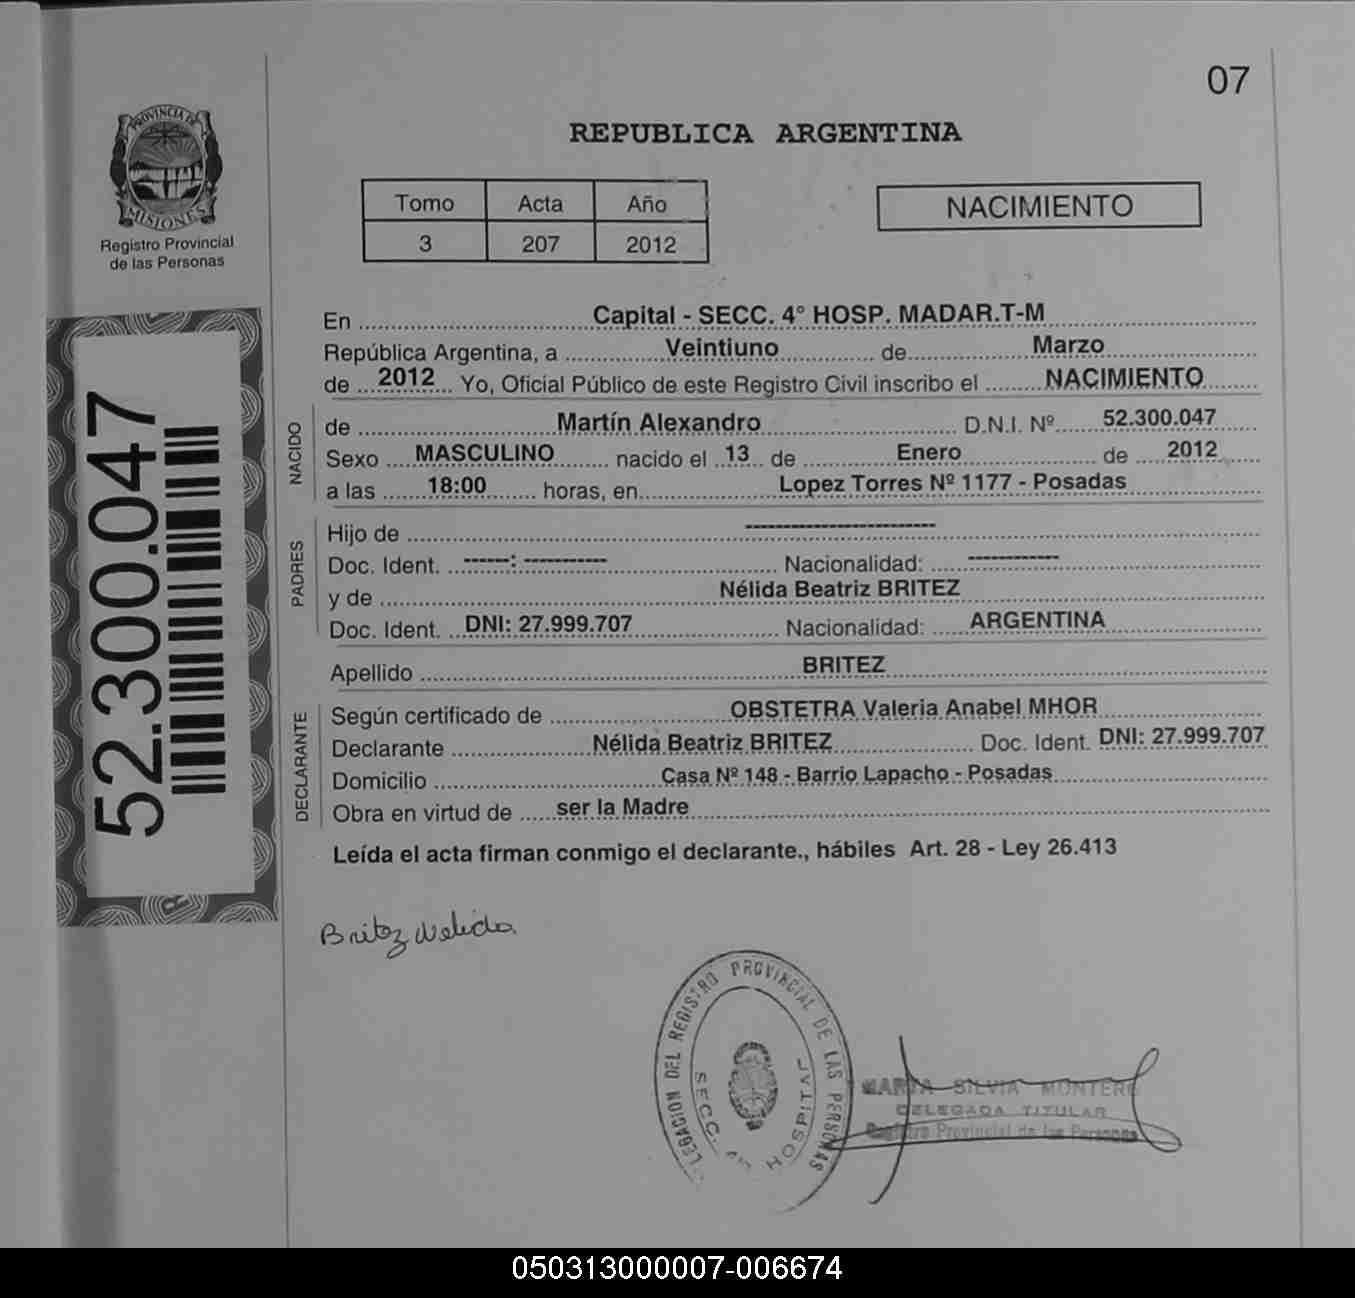 07
PROVINCIA DE
MISIONES
Registro Provincial
de las Personas
REPUBLICA ARGENTINA
Tomo Acta Año
3 207 2012
NACIMIENTO
52.300.047
En Capital - SECC. 4° HOSP. MADAR.T-M
República Argentina, a Veintiuno de Marzo
de 2012 Yo, Oficial Público de este Registro Civil inscribo el NACIMIENTO
NACIDO
de Martín Alexandro D.N.I. Nº 52.300.047
Sexo MASCULINO nacido el 13 de Enero de 2012
a las 18:00 horas, en Lopez Torres Nº 1177 - Posadas
PADRES
Hijo de ------------------------
Doc. Ident. ------: ---------- Nacionalidad: -----------
y de Nélida Beatriz BRITEZ
Doc. Ident. DNI: 27.999.707 Nacionalidad: ARGENTINA
Apellido BRITEZ
DECLARANTE
Según certificado de OBSTETRA Valeria Anabel MHOR
Declarante Nélida Beatriz BRITEZ Doc. Ident. DNI: 27.999.707
Domicilio Casa Nº 148 - Barrio Lapacho - Posadas
Obra en virtud de ser la Madre
Leída el acta firman conmigo el declarante., hábiles Art. 28 - Ley 26.413
Britez Nelida
LEGACION DEL REGISTRO PROVINCIAL DE LAS PERSONAS
SECC. HOSPITAL
MARTA SILVIA MONTERO
DELEGADA TITULAR
Registro Provincial de las Personas
050313000007-006674